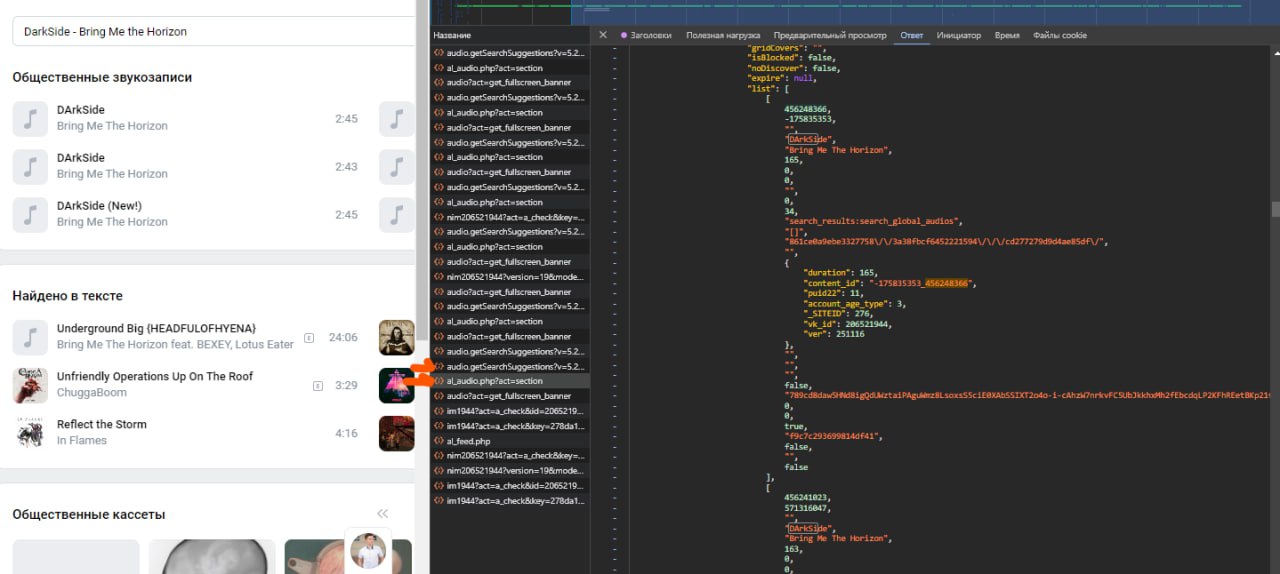 DarkSide - Bring Me the Horizon
Общественные звукозаписи
DArkSide
Bring Me The Horizon
2:45
DArkSide
Bring Me The Horizon
2:43
DArkSide (New!)
Bring Me The Horizon
2:45
Найдено в тексте
Underground Big {HEADFULOFHYENA}
Bring Me The Horizon feat. BEXEY, Lotus Eater
E
24:06
Unfriendly Operations Up On The Roof
ChuggaBoom
E
3:29
Reflect the Storm
In Flames
4:16
Общественные кассеты
Название
audio.getSearchSuggestions?v=5.2...
al_audio.php?act=section
audio?act=get_fullscreen_banner
audio.getSearchSuggestions?v=5.2...
al_audio.php?act=section
audio?act=get_fullscreen_banner
audio.getSearchSuggestions?v=5.2...
al_audio.php?act=section
audio?act=get_fullscreen_banner
audio.getSearchSuggestions?v=5.2...
al_audio.php?act=section
nim206521944?act=a_check&key=...
audio.getSearchSuggestions?v=5.2...
al_audio.php?act=section
audio?act=get_fullscreen_banner
nim206521944?version=19&mode...
audio?act=get_fullscreen_banner
audio.getSearchSuggestions?v=5.2...
al_audio.php?act=section
audio?act=get_fullscreen_banner
audio.getSearchSuggestions?v=5.2...
audio.getSearchSuggestions?v=5.2...
al_audio.php?act=section
audio?act=get_fullscreen_banner
im1944?act=a_check&id=2065219...
im1944?act=a_check&key=278da1...
al_feed.php
nim206521944?act=a_check&key=...
nim206521944?version=19&mode...
im1944?act=a_check&id=2065219...
im1944?act=a_check&key=278da1...
Заголовки Полезная нагрузка Предварительный просмотр Ответ Инициатор Время Файлы cookie
"gridCovers": "",
"isBlocked": false,
"noDiscover": false,
"expire": null,
"list": [
[
456248366,
-175835353,
"",
"DArkSide",
"Bring Me The Horizon",
165,
0,
0,
"",
0,
34,
"search_results:search_global_audios",
"[]",
"861ce0a9ebe3327758\/\/3a38fbcf6452221594\/\/\/cd277279d9d4ae85df\/",
"",
{
"duration": 165,
"content_id": "-175835353_456248366",
"puid22": 11,
"account_age_type": 3,
"_SITEID": 276,
"vk_id": 206521944,
"ver": 251116
},
"",
"",
"",
false,
0,
0,
true,
"f9c7c293699814df41",
false,
"",
false
],
[
456241023,
571316047,
"",
"DArkSide",
"Bring Me The Horizon",
163,
0,
0,